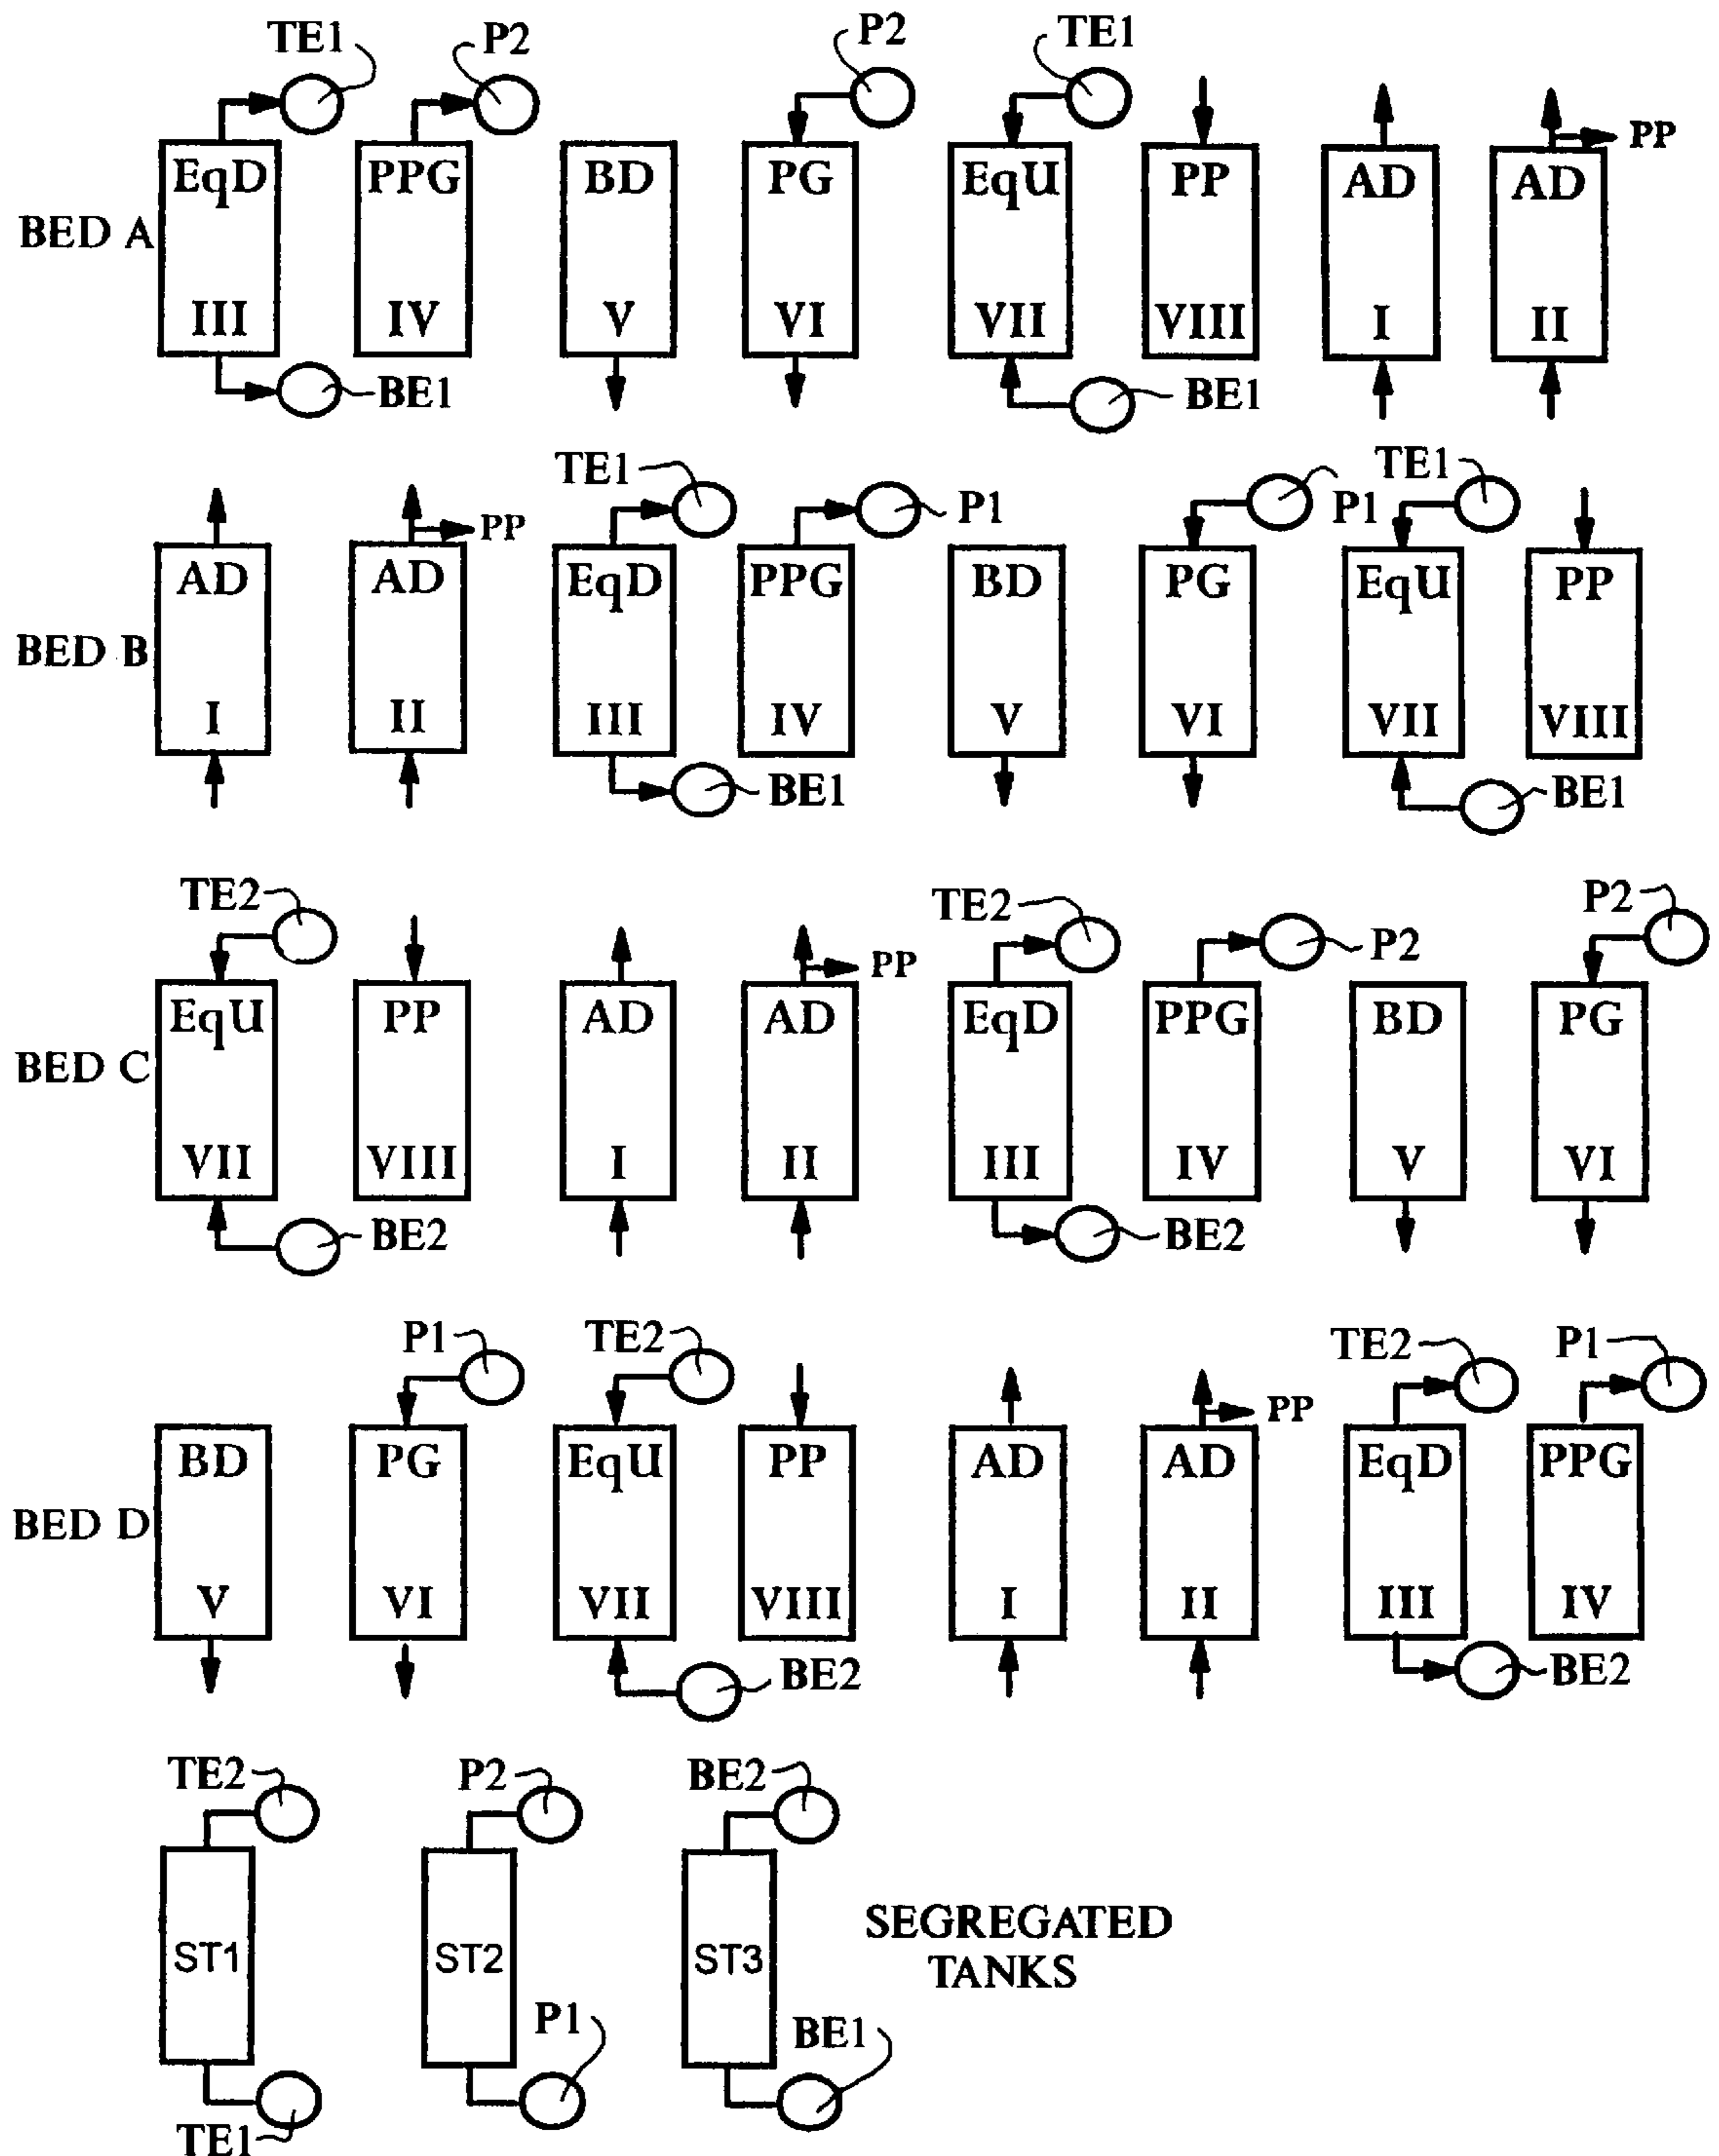 TE1 P2 P2 TE1
EqD PPG BD PG EqU PP AD AD PP
BED A
III IV V VI VII VIII I II
BE1 BE1
TE1 P1 P1 TE1
AD AD PP EqD PPG BD PG EqU PP
BED B
I II III IV V VI VII VIII
BE1 BE1
TE2 TE2 P2 P2
EqU PP AD AD PP EqD PPG BD PG
BED C
VII VIII I II III IV V VI
BE2 BE2
P1 TE2 TE2 P1
BD PG EqU PP AD AD PP EqD PPG
BED D
V VI VII VIII I II III IV
BE2 BE2
TE2 P2 BE2
ST1 ST2 ST3
SEGREGATED
TANKS
P1 BE1
TE1